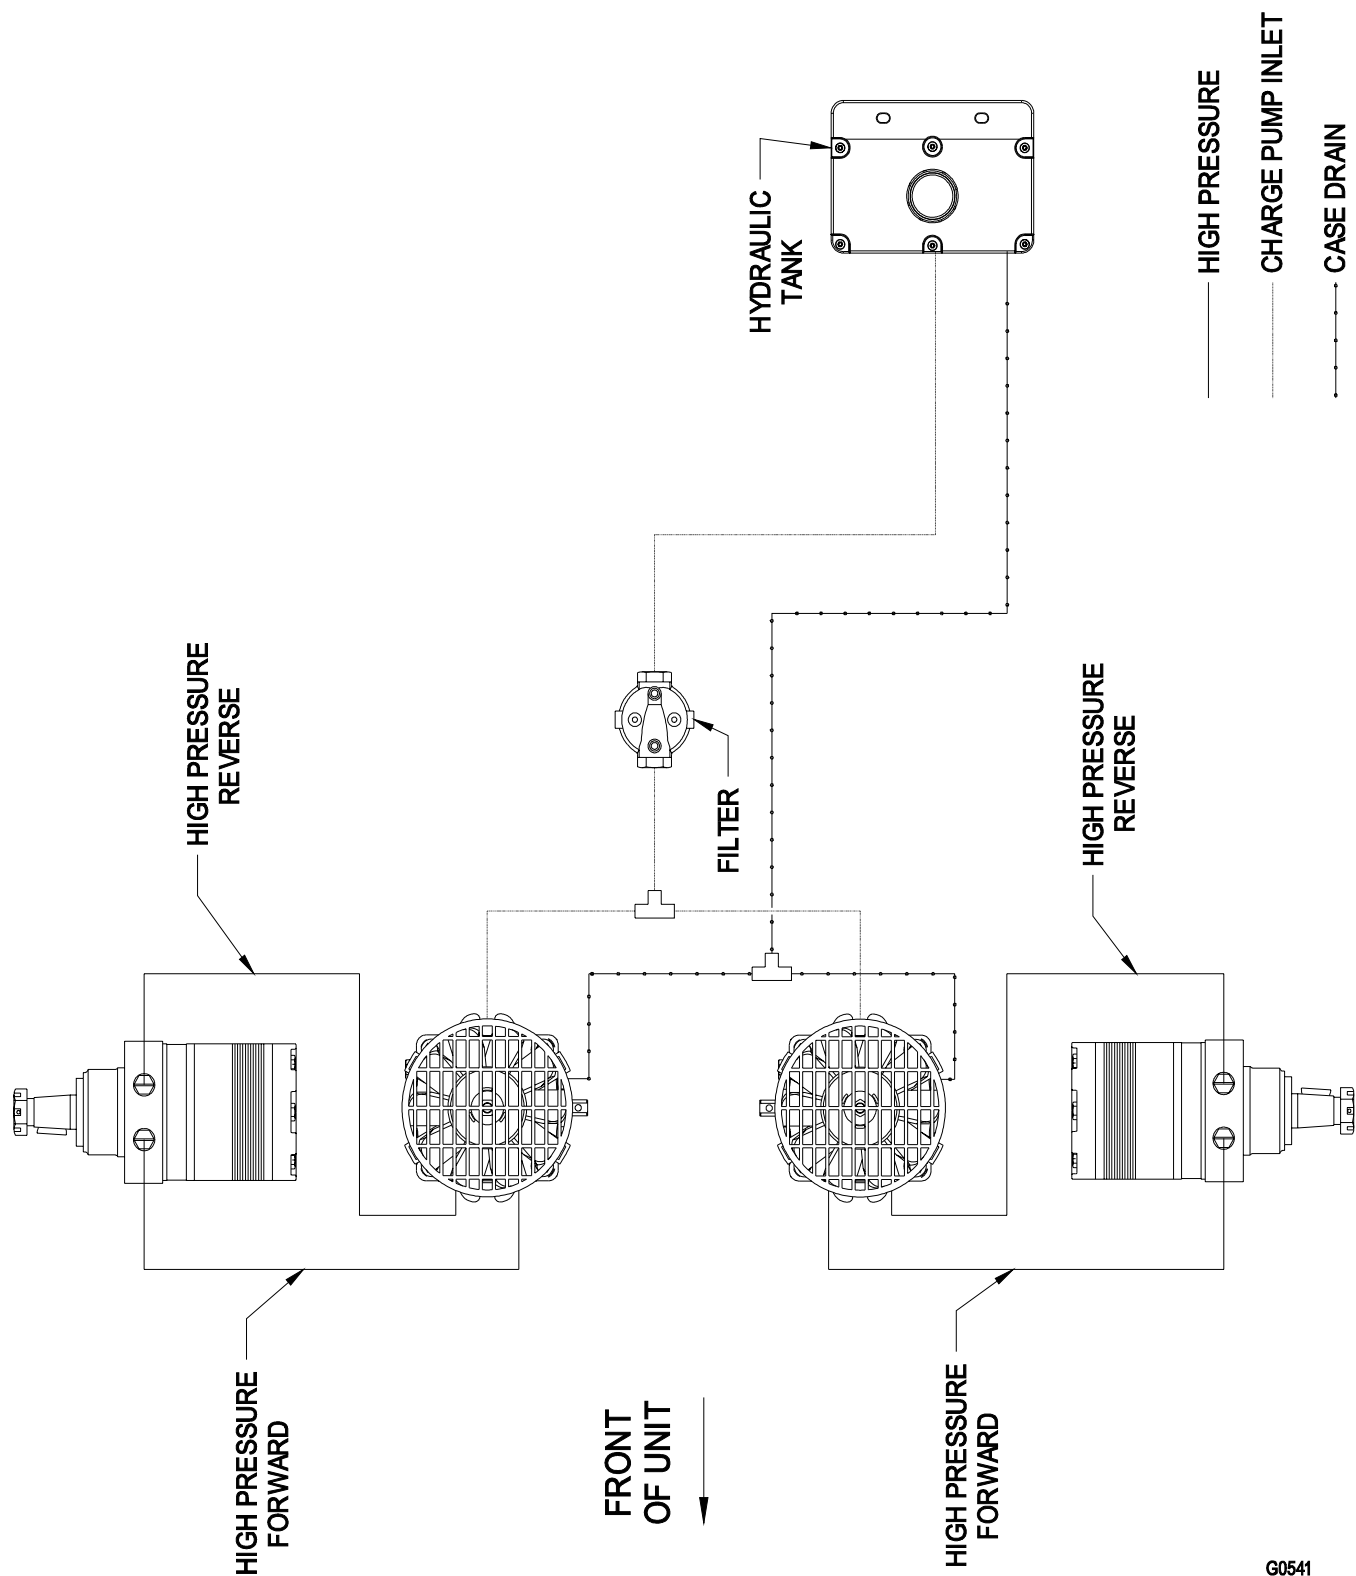 HIGH PRESSURE
CHARGE PUMP INLET
CASE DRAIN
HYDRAULIC
TANK
HIGH PRESSURE
REVERSE
FILTER
HIGH PRESSURE
REVERSE
HIGH PRESSURE
FORWARD
FRONT
OF UNIT
HIGH PRESSURE
FORWARD
G0541